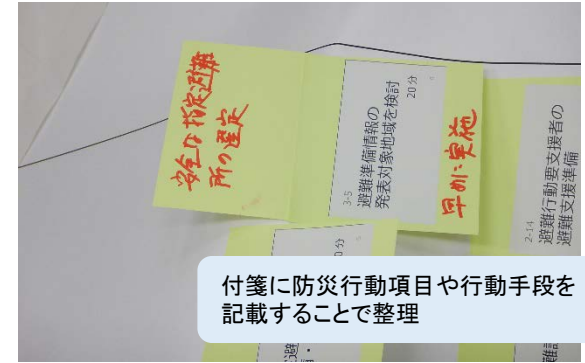 安全な指定避難
所の選定
3-5
避難準備情報の
発表対象地域を検討
20分
早めに実施
2-14
避難行動要支援者の
避難支援準備
0分
付箋に防災行動項目や行動手段を
記載することで整理